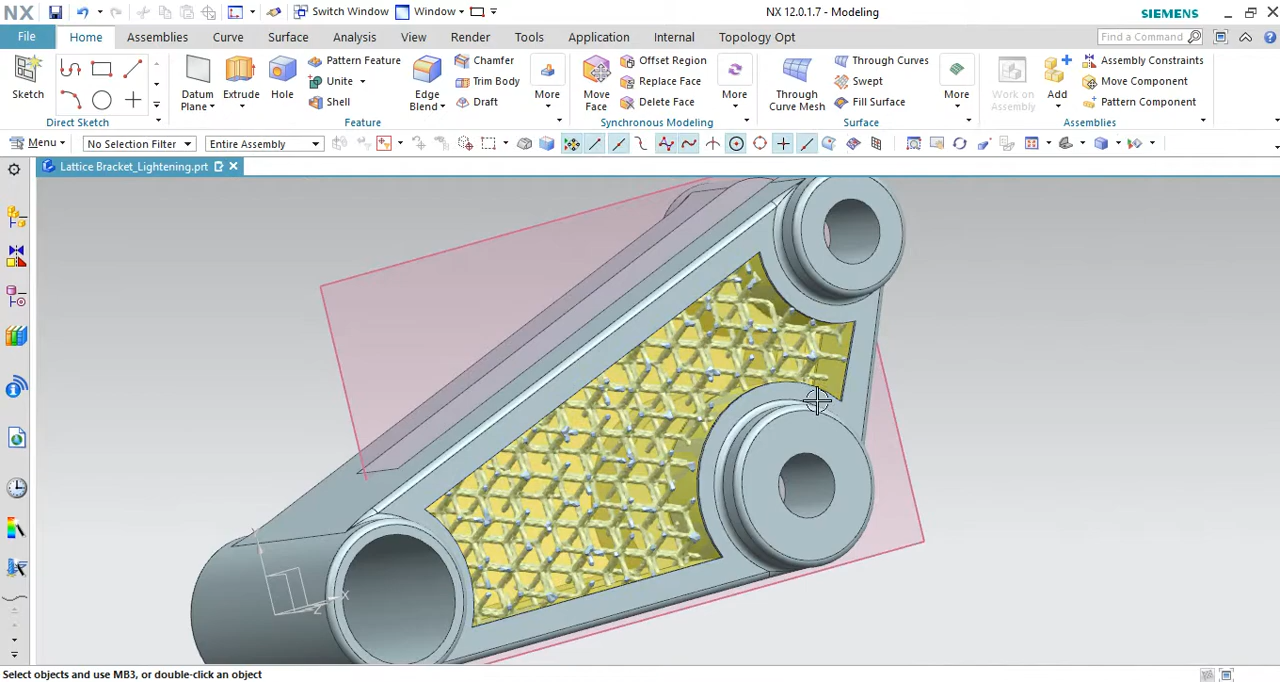 NX
Switch Window
Window
NX 12.0.1.7 - Modeling
SIEMENS
File
Home
Assemblies
Curve
Surface
Analysis
View
Render
Tools
Application
Internal
Topology Opt
Find a Command
Sketch
Direct Sketch
Datum
Plane
Extrude
Hole
Pattern Feature
Unite
Shell
Edge
Blend
Chamfer
Trim Body
Draft
More
Feature
Move
Face
Offset Region
Replace Face
Delete Face
More
Synchronous Modeling
Through
Curve Mesh
Through Curves
Swept
Fill Surface
More
Surface
Work on
Assembly
Add
Assembly Constraints
Move Component
Pattern Component
Assemblies
Menu
No Selection Filter
Entire Assembly
Lattice Bracket_Lightening.prt
X
Z
Select objects and use MB3, or double-click an object